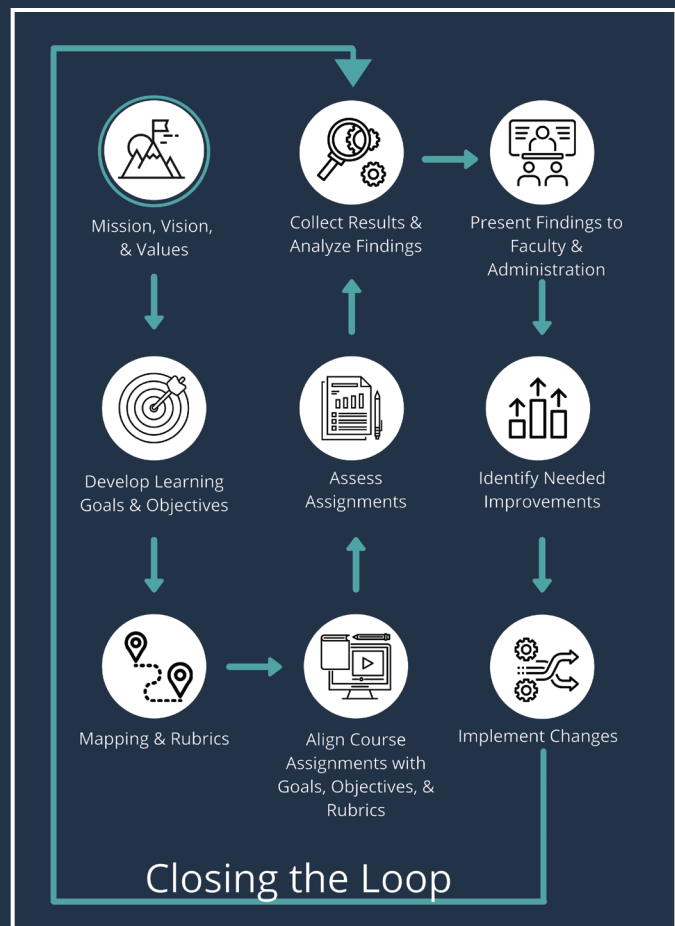 Mission, Vision,
& Values
Develop Learning
Goals & Objectives
Mapping & Rubrics
Align Course
Assignments with
Goals, Objectives, &
Rubrics
Assess
Assignments
Collect Results &
Analyze Findings
Present Findings to
Faculty &
Administration
Identify Needed
Improvements
Implement Changes
Closing the Loop